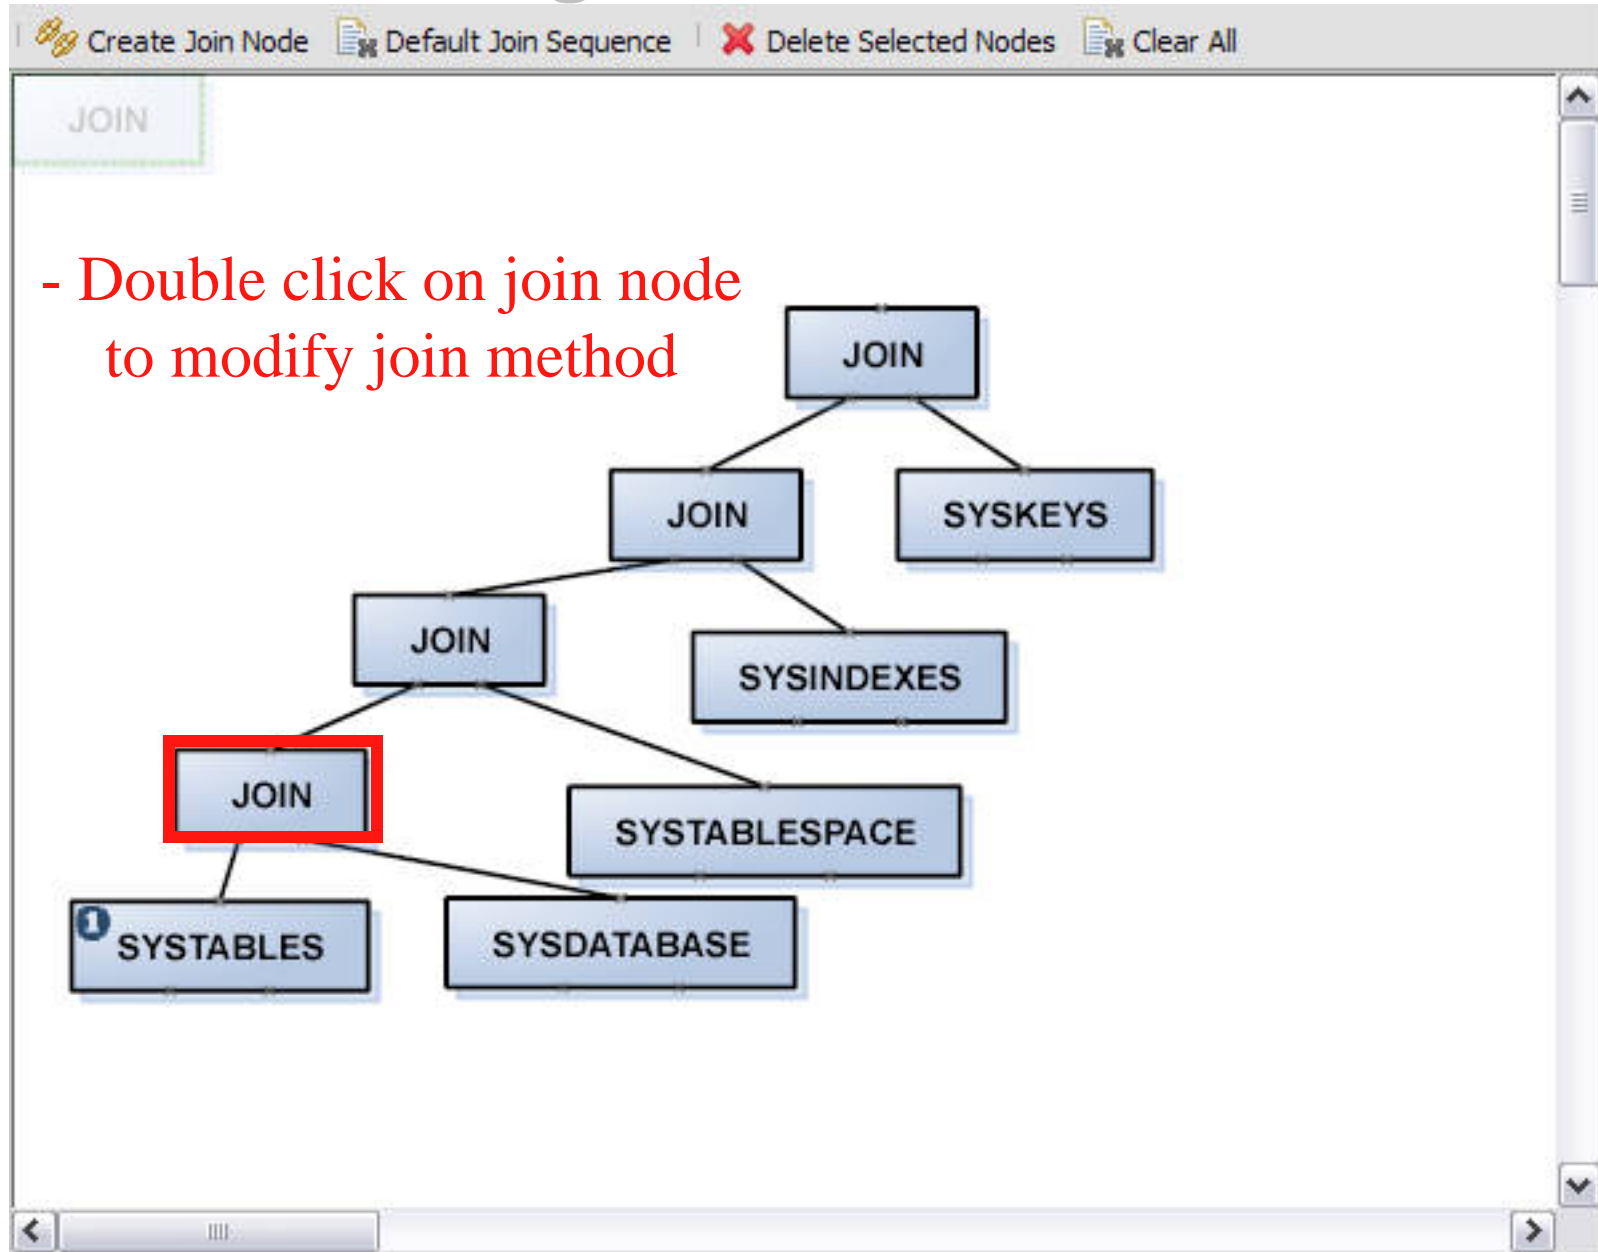 Create Join Node Default Join Sequence Delete Selected Nodes Clear All
JOIN
- Double click on join node
to modify join method
JOIN
JOIN
SYSKEYS
JOIN
SYSINDEXES
JOIN
SYSTABLESPACE
1
SYSTABLES
SYSDATABASE